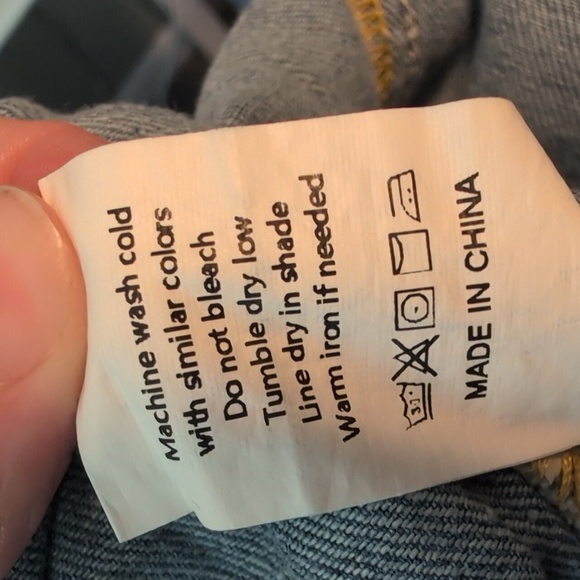 Machine wash cold
with similar colors
Do not bleach
Tumble dry low
Line dry in shade
Warm iron if needed
MADE IN CHINA